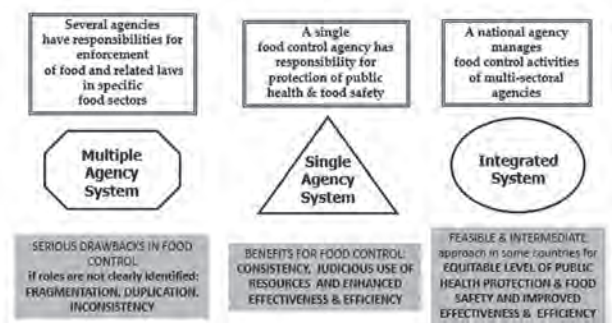 Several agencies
have responsibilities for
enforcement
of food and related laws
in specific
food sectors
A single
food control agency has
responsibility for
protection of public
health & food safety
A national agency
manages
food control activities
of multi-sectoral
agencies
Multiple
Agency
System
Single
Agency
System
Integrated
System
SERIOUS DRAWBACKS IN FOOD
CONTROL
if roles are not clearly identified:
FRAGMENTATION, DUPLICATION,
INCONSISTENCY
BENEFITS FOR FOOD CONTROL:
CONSISTENCY, JUDICIOUS USE OF
RESOURCES AND ENHANCED
EFFECTIVENESS & EFFICIENCY
FEASIBLE & INTERMEDIATE
approach in some countries for
EQUITABLE LEVEL OF PUBLIC
HEALTH PROTECTION & FOOD
SAFETY AND IMPROVED
EFFECTIVENESS & EFFICIENCY